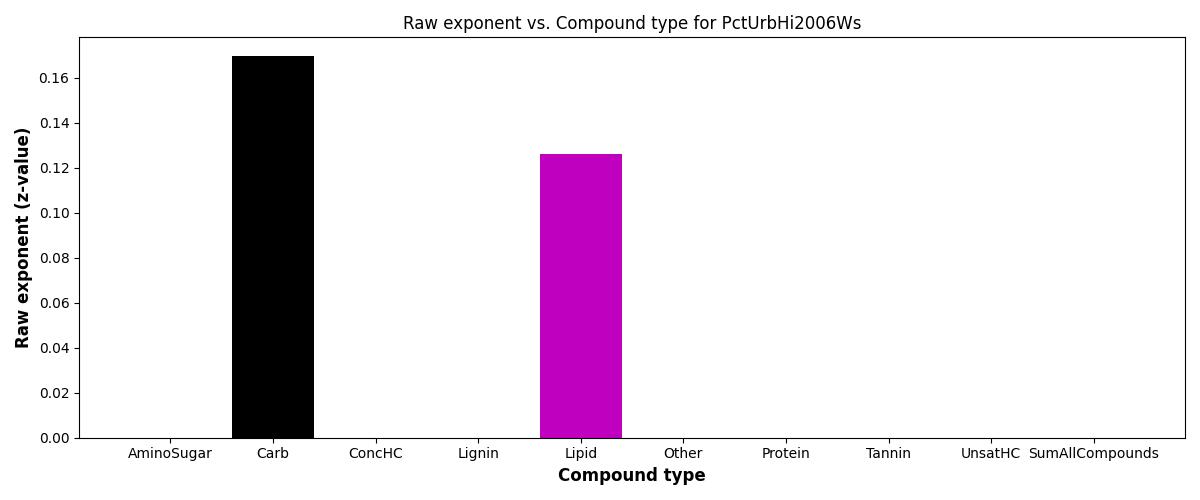 Raw exponent vs. Compound type for PctUrbHi2006Ws
Raw exponent (z-value)
0.16
0.14
0.12
0.10
0.08
0.06
0.04
0.02
0.00
AminoSugar Carb ConcHC Lignin Lipid Other Protein Tannin UnsatHC SumAllCompounds
Compound type